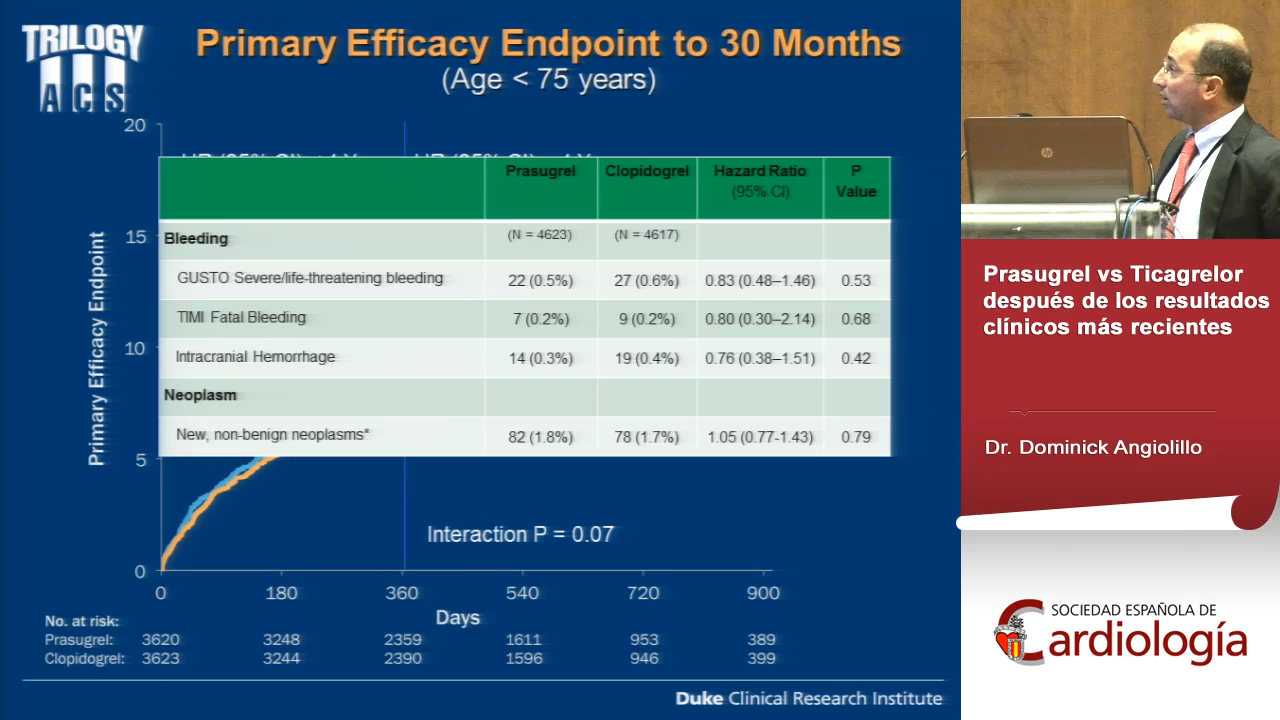 TRILOGY
ACS
Primary Efficacy Endpoint to 30 Months
(Age < 75 years)
Primary Efficacy Endpoint
20
15
10
5
0
Prasugrel Clopidogrel Hazard Ratio (95% CI) P Value
Bleeding (N = 4623) (N = 4617)
GUSTO Severe/life-threatening bleeding 22 (0.5%) 27 (0.6%) 0.83 (0.48–1.46) 0.53
TIMI Fatal Bleeding 7 (0.2%) 9 (0.2%) 0.80 (0.30–2.14) 0.68
Intracranial Hemorrhage 14 (0.3%) 19 (0.4%) 0.76 (0.38–1.51) 0.42
Neoplasm
New, non-benign neoplasms* 82 (1.8%) 78 (1.7%) 1.05 (0.77-1.43) 0.79
Interaction P = 0.07
0 180 360 540 720 900
Days
No. at risk:
Prasugrel: 3620 3248 2359 1611 953 389
Clopidogrel: 3623 3244 2390 1596 946 399
Duke Clinical Research Institute
hp
Prasugrel vs Ticagrelor
después de los resultados
clínicos más recientes
Dr. Dominick Angiolillo
SOCIEDAD ESPAÑOLA DE
Cardiología